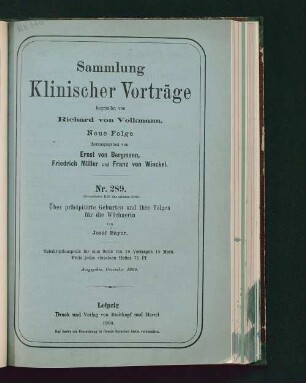 Sammlung
Klinischer Vorträge
begründet von
Richard von Volkmann.
Neue Folge
herausgegeben von
Ernst von Bergmann,
Friedrich Müller und Franz von Winckel.
Nr. 289.
Über präcipitirte Geburten und ihre Folgen
für die Wöchnerin
von
Josef Bayer.
Leipzig
Druck und Verlag von Breitkopf und Härtel